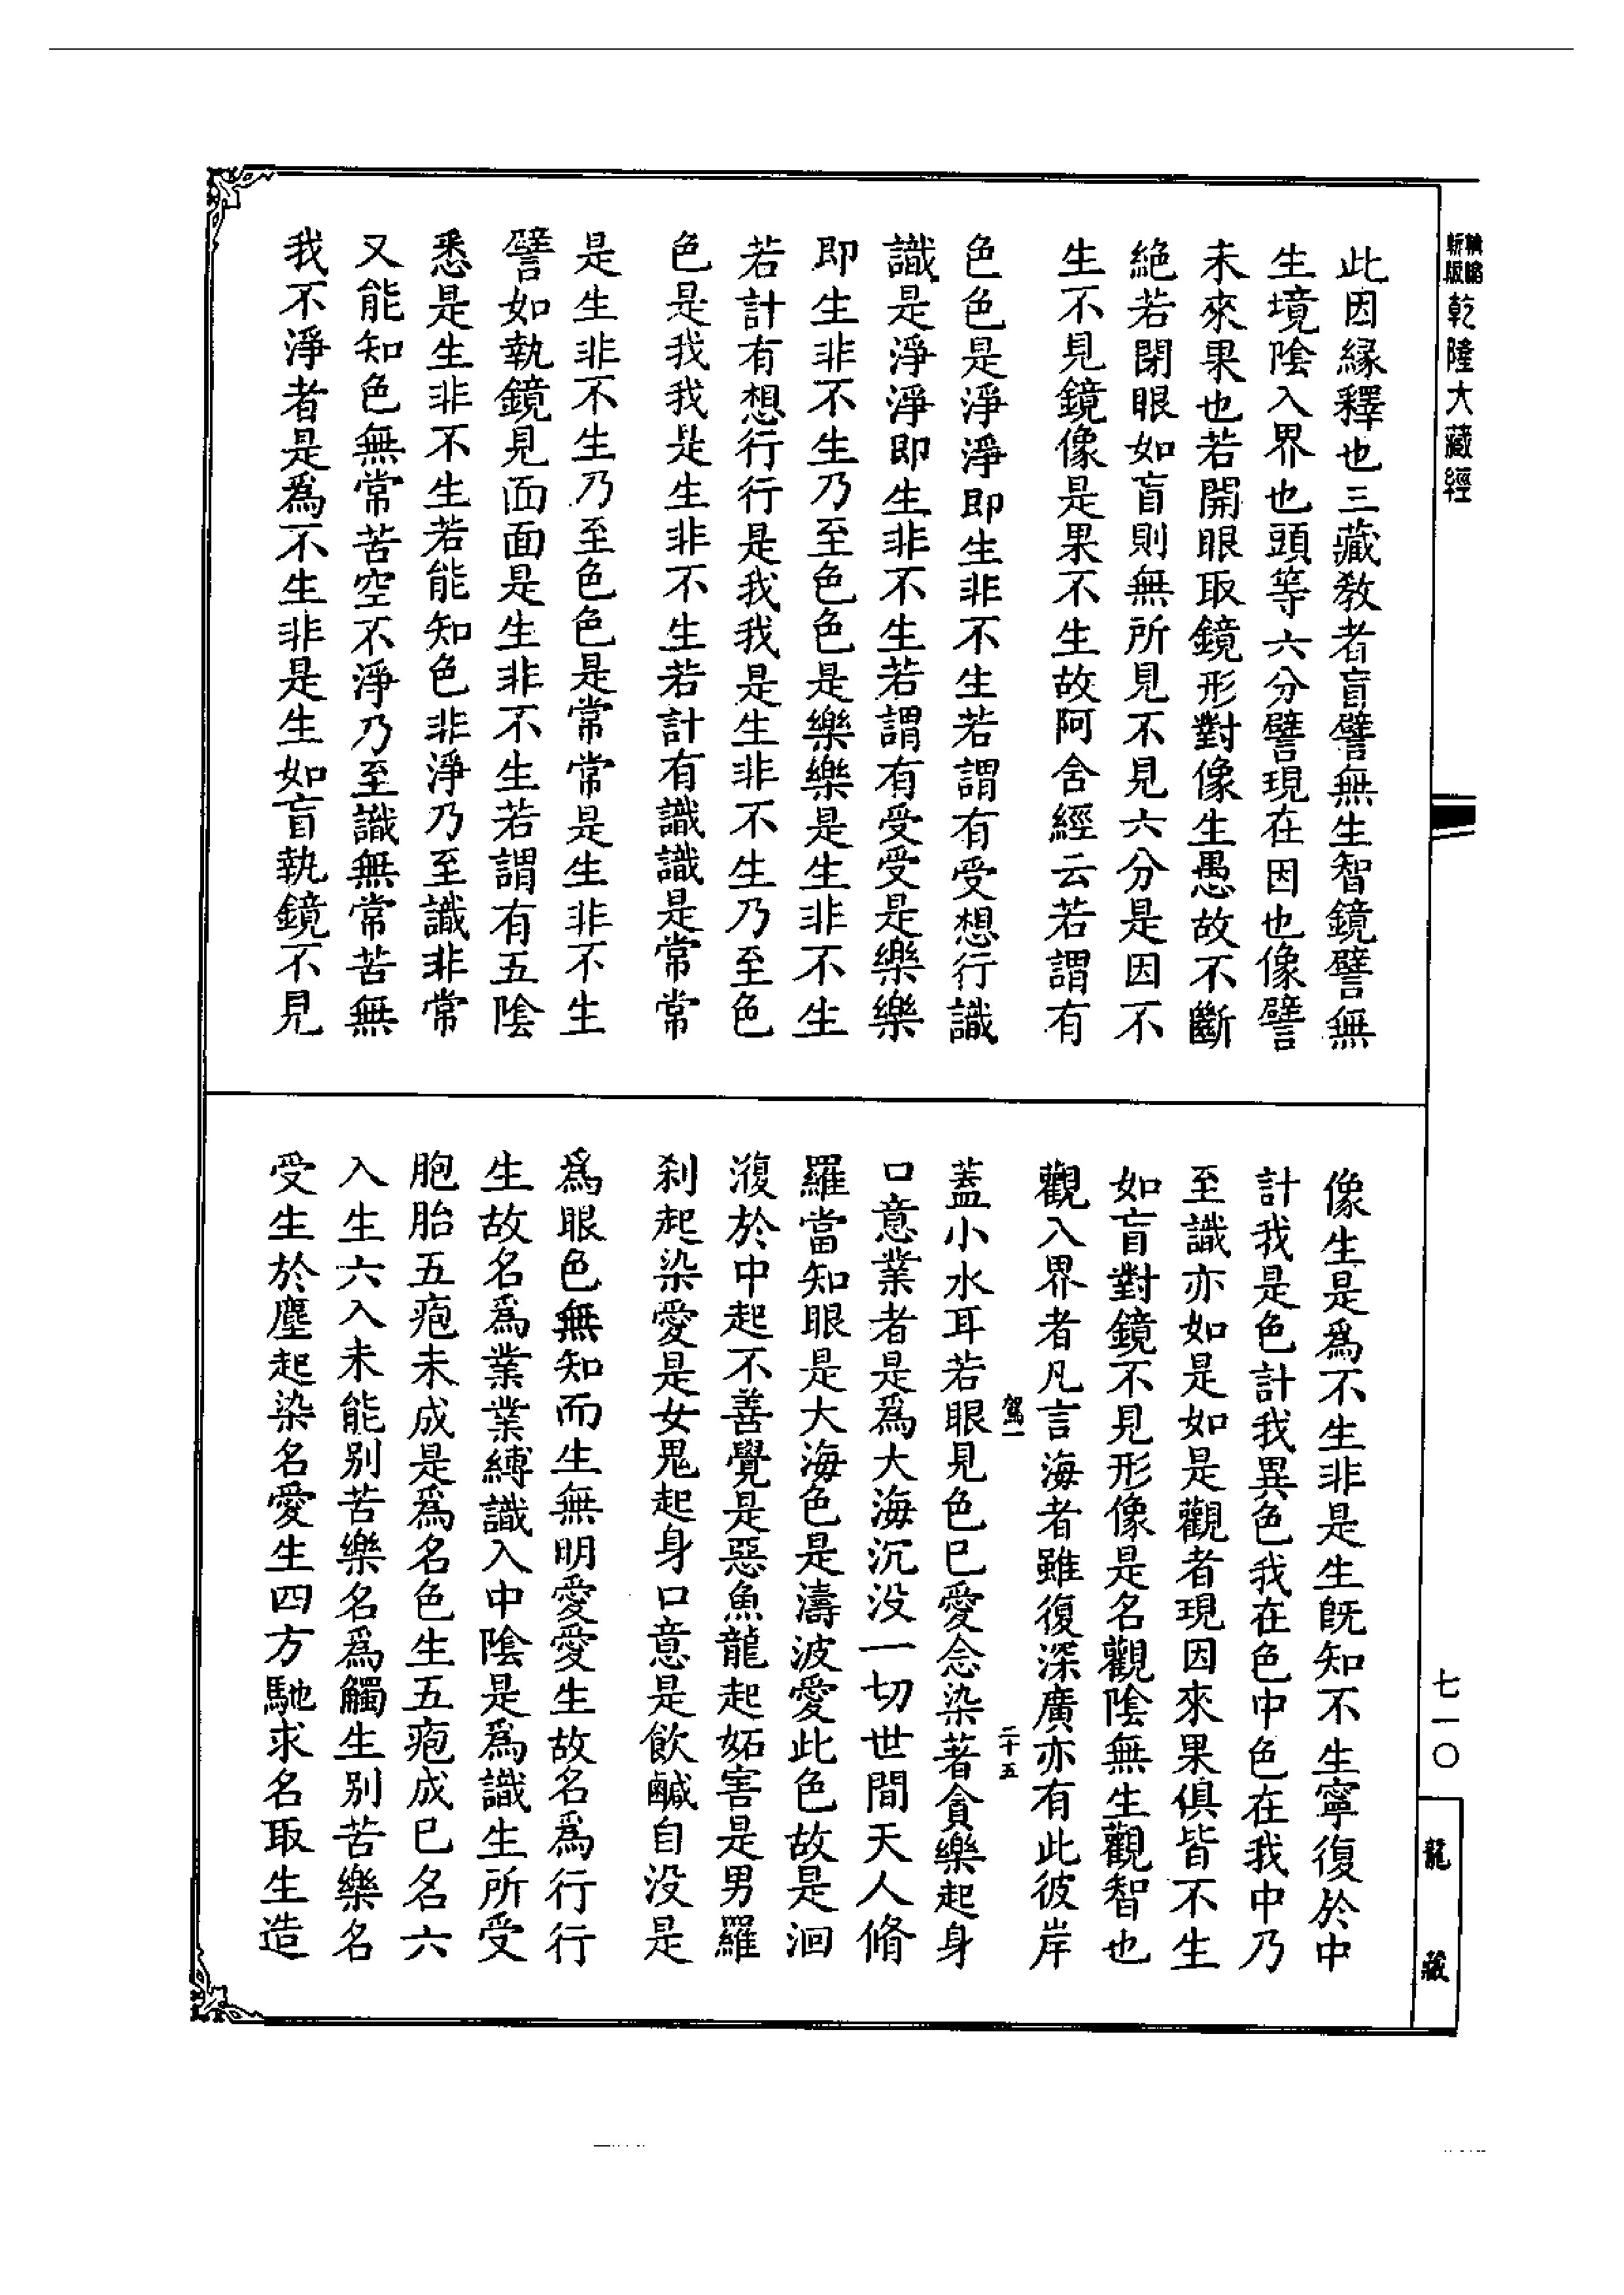 乾隆大藏經
此因緣釋也三藏教者盲譬無生智鏡譬無
生境陰入界也頭等六分譬現在因也像譬
未來果也若開眼取鏡形對像生愚故不斷
絕若閉眼如盲則無所見不見六分是因不
生不見鏡像是果不生故阿含經云若謂有
色色是淨淨即生非不生若謂有受想行識
識是淨淨即生非不生若謂有受受是樂樂
即生非不生乃至色色是樂樂是生非不生
若計有想行行是我我是生非不生乃至色
色是我我是生非不生若計有識識是常常
是生非不生乃至色色是常常是生非不生
譬如執鏡見面面是生非不生若謂有五陰
悉是生非不生若能知色非淨乃至識非常
又能知色無常苦空不淨乃至識無常苦無
我不淨者是為不生非是生如盲執鏡不見
像生是為不生非是生既知不生寧復於中
計我是色計我異色我在色中色在我中乃
至識亦如是如是觀者現因來果俱皆不生
如盲對鏡不見形像是名觀陰無生觀智也
觀入界者凡言海者雖復深廣亦有此彼岸
駕一
二十五
蓋小水耳若眼見色已愛念染著貪樂起身
口意業者是為大海沉没一切世間天人脩
羅當知眼是大海色是濤波愛此色故是洄
澓於中起不善覺是惡魚龍起妬害是男羅
剎起染愛是女鬼起身口意是飲鹹自没是
為眼色無知而生無明愛愛生故名為行行
生故名為業業縛識入中陰是為識生所受
胞胎五疱未成是為名色生五疱成已名六
入生六入未能別苦樂名為觸生別苦樂名
受生於塵起染名愛生四方馳求名取生造
七一〇
龍藏